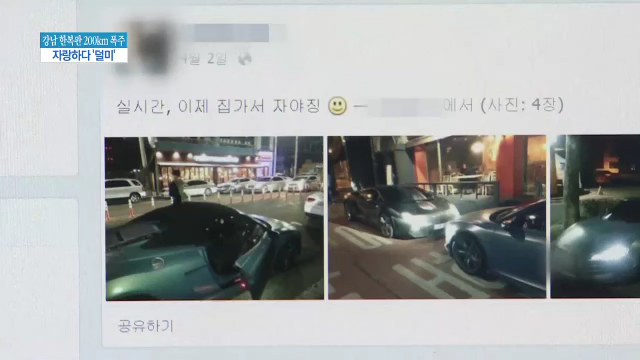 강남 한복판 200km 폭주
자랑하다 '덜미'
4월 2일
실시간, 이제 집가서 자야징 — 에서 (사진: 4장)
공유하기